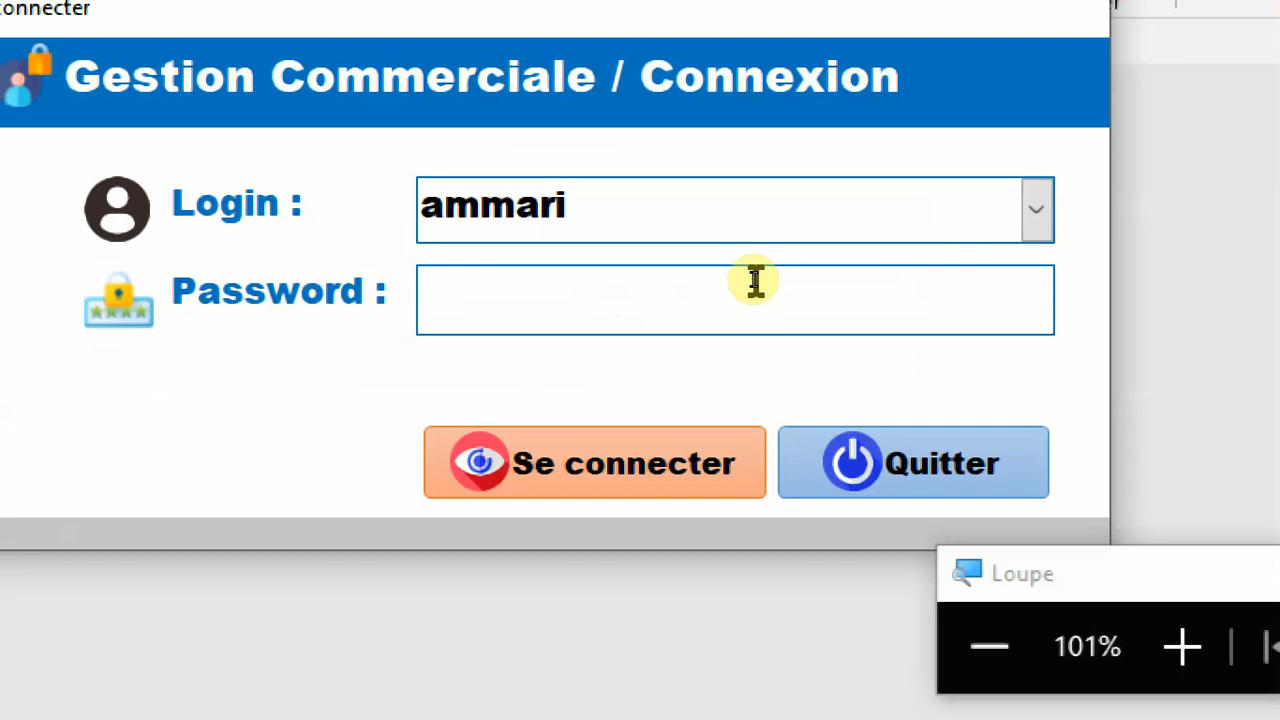 onnecter
Gestion Commerciale / Connexion
Login :
ammari
Password :
Se connecter
Quitter
Loupe
101%